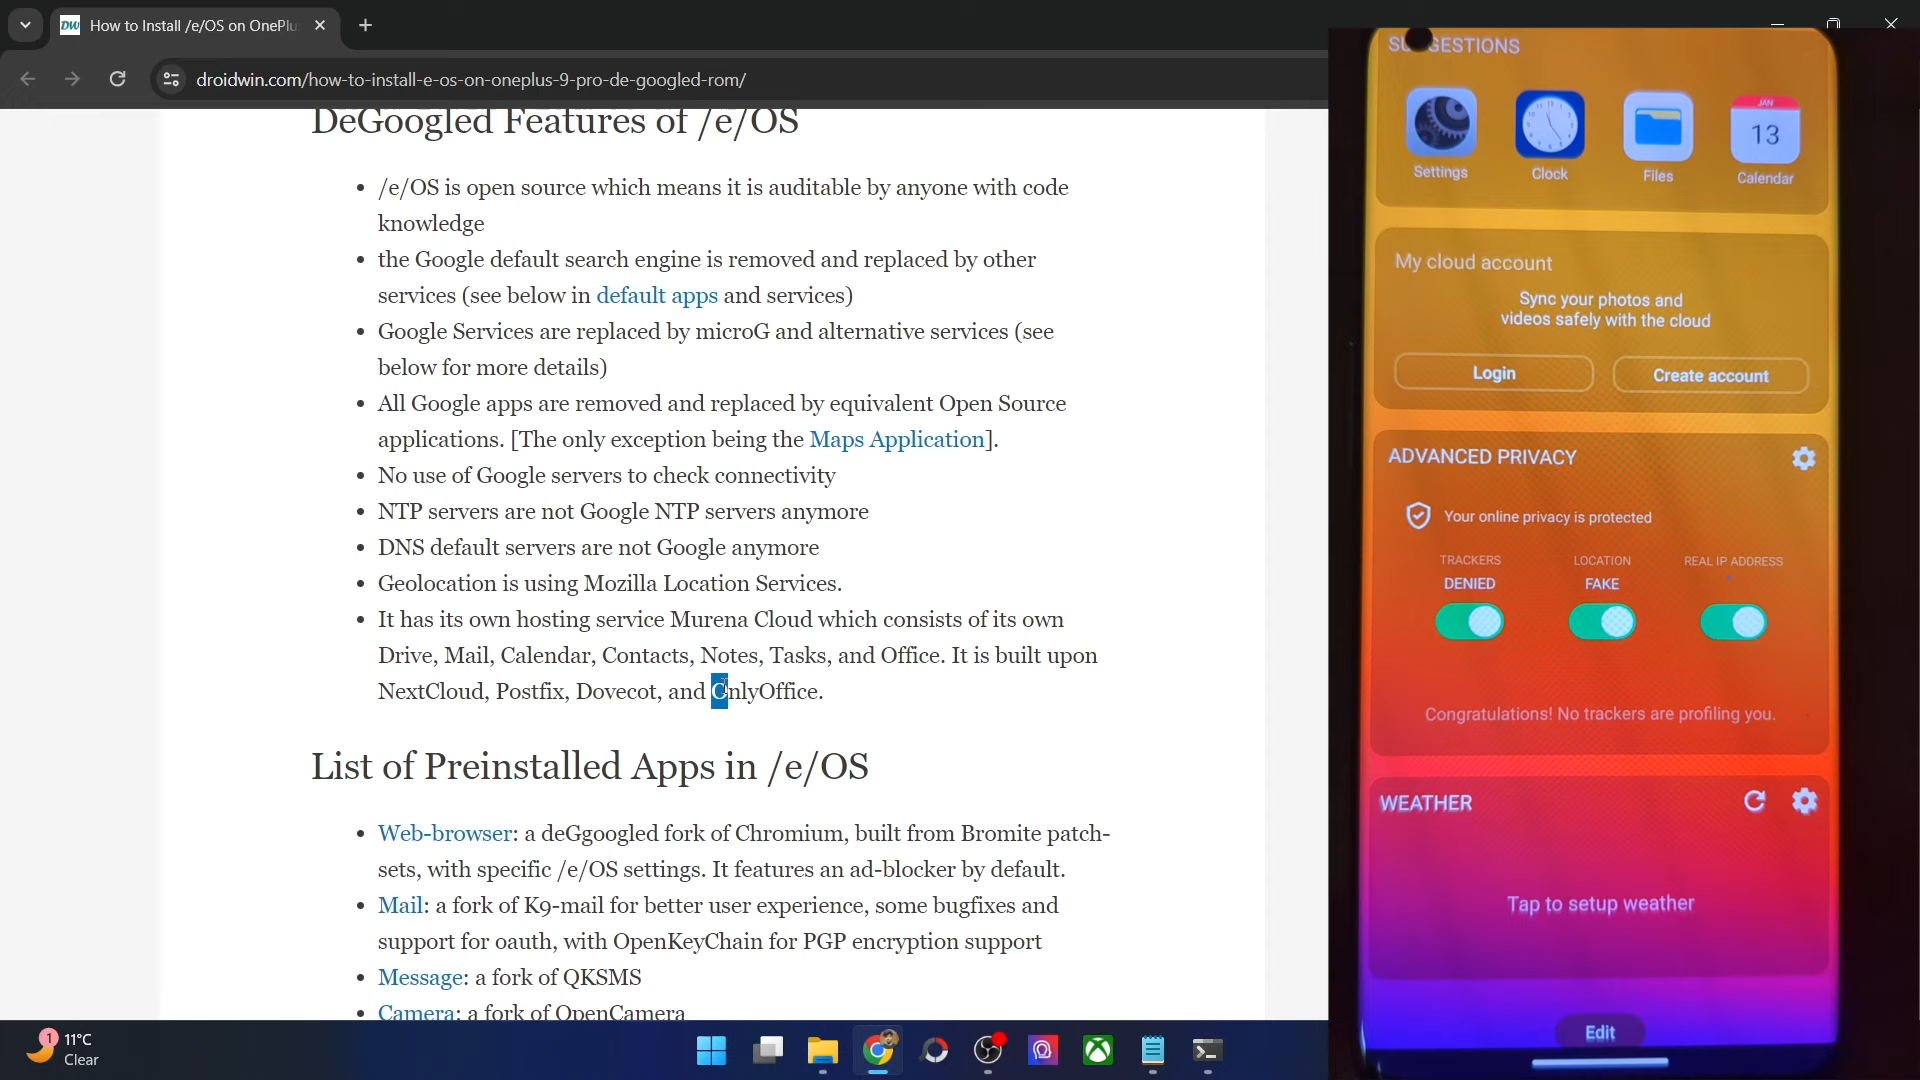 DW How to Install /e/OS on OnePlu
droidwin.com/how-to-install-e-os-on-oneplus-9-pro-de-googled-rom/
DeGoogled Features of /e/OS
• /e/OS is open source which means it is auditable by anyone with code
knowledge
• the Google default search engine is removed and replaced by other
services (see below in default apps and services)
• Google Services are replaced by microG and alternative services (see
below for more details)
• All Google apps are removed and replaced by equivalent Open Source
applications. [The only exception being the Maps Application].
• No use of Google servers to check connectivity
• NTP servers are not Google NTP servers anymore
• DNS default servers are not Google anymore
• Geolocation is using Mozilla Location Services.
• It has its own hosting service Murena Cloud which consists of its own
Drive, Mail, Calendar, Contacts, Notes, Tasks, and Office. It is built upon
NextCloud, Postfix, Dovecot, and OnlyOffice.
List of Preinstalled Apps in /e/OS
• Web-browser: a deGgoogled fork of Chromium, built from Bromite patch-
sets, with specific /e/OS settings. It features an ad-blocker by default.
• Mail: a fork of K9-mail for better user experience, some bugfixes and
support for oauth, with OpenKeyChain for PGP encryption support
• Message: a fork of QKSMS
• Camera: a fork of OpenCamera
1
11°C
Clear
SUGGESTIONS
JAN
13
Settings
Clock
Files
Calendar
My cloud account
Sync your photos and
videos safely with the cloud
Login
Create account
ADVANCED PRIVACY
Your online privacy is protected
TRACKERS
LOCATION
REAL IP ADDRESS
DENIED
FAKE
Congratulations! No trackers are profiling you.
WEATHER
Tap to setup weather
Edit